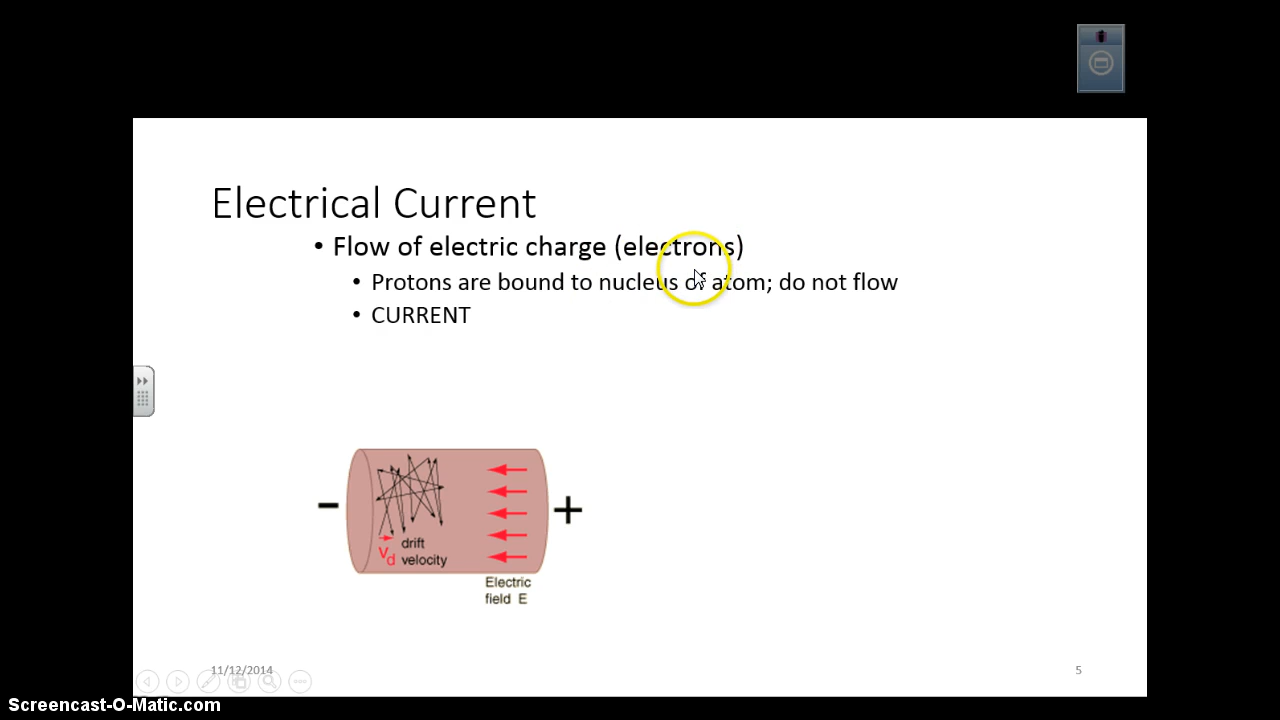 Electrical Current
• Flow of electric charge (electrons)
• Protons are bound to nucleus of atom; do not flow
• CURRENT
−
+
drift
vd velocity
Electric
field E
11/12/2014
5
Screencast-O-Matic.com